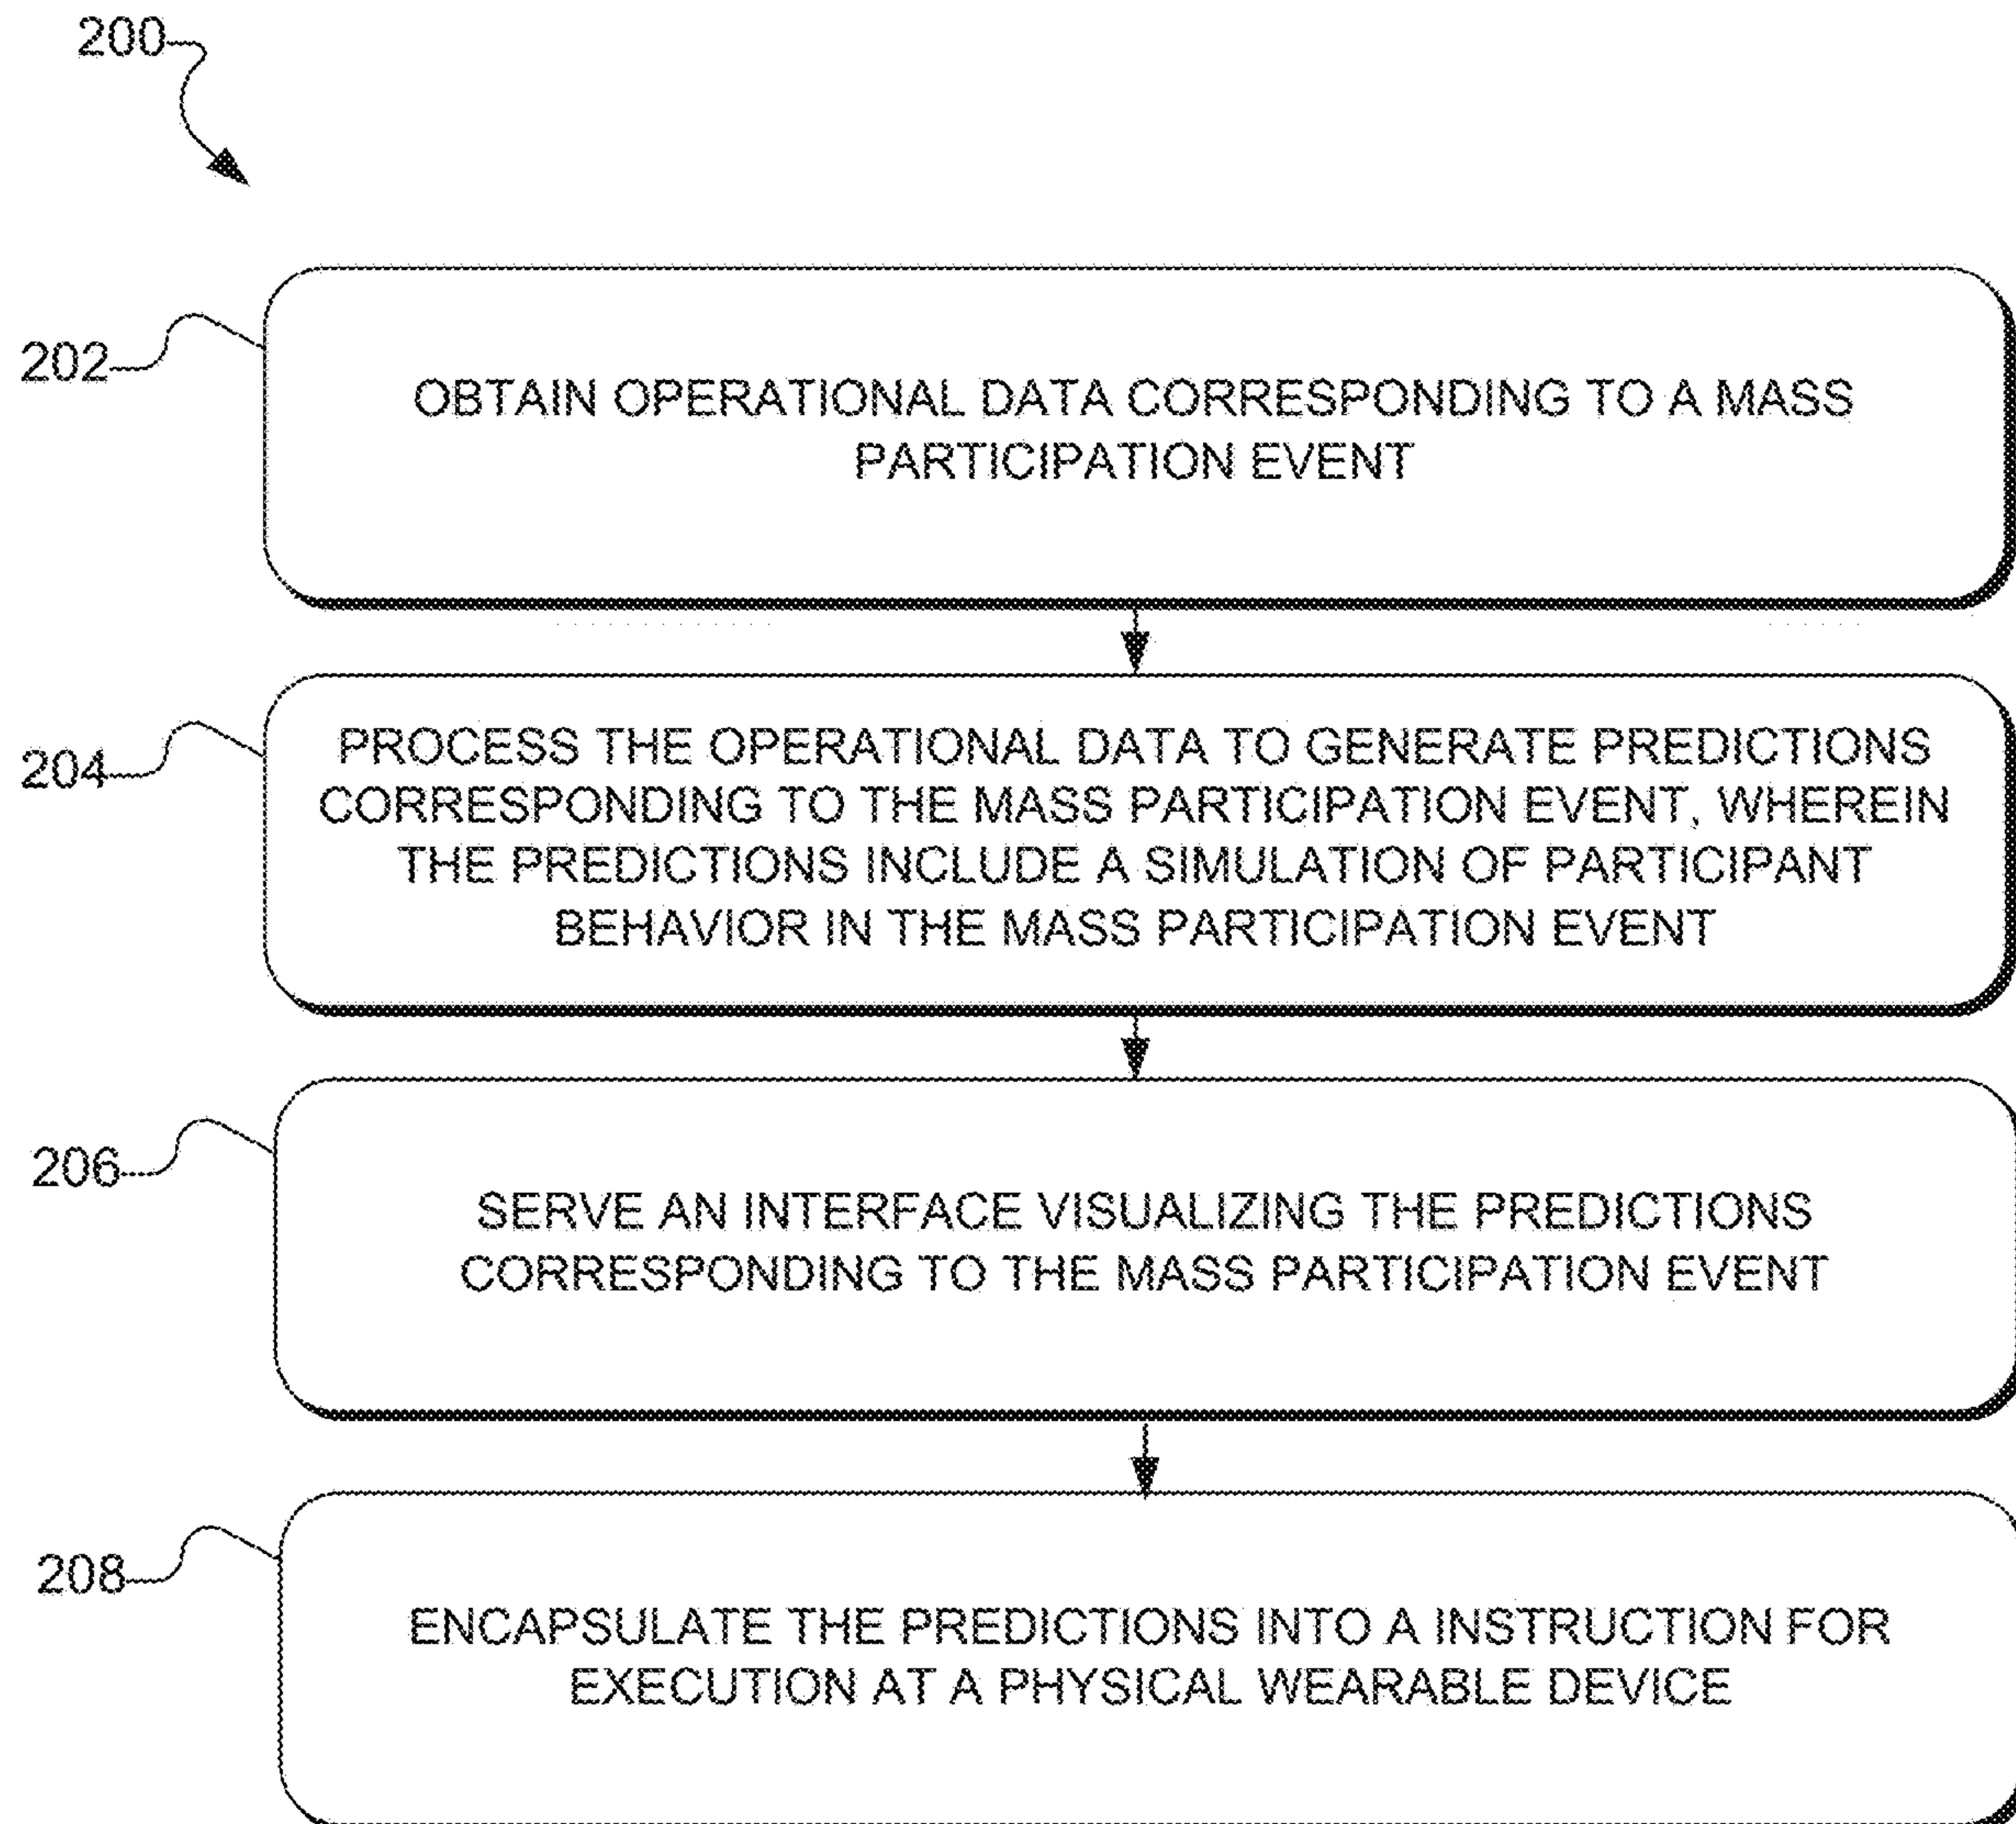 200
202
OBTAIN OPERATIONAL DATA CORRESPONDING TO A MASS
PARTICIPATION EVENT
204
PROCESS THE OPERATIONAL DATA TO GENERATE PREDICTIONS
CORRESPONDING TO THE MASS PARTICIPATION EVENT, WHEREIN
THE PREDICTIONS INCLUDE A SIMULATION OF PARTICIPANT
BEHAVIOR IN THE MASS PARTICIPATION EVENT
206
SERVE AN INTERFACE VISUALIZING THE PREDICTIONS
CORRESPONDING TO THE MASS PARTICIPATION EVENT
208
ENCAPSULATE THE PREDICTIONS INTO A INSTRUCTION FOR
EXECUTION AT A PHYSICAL WEARABLE DEVICE